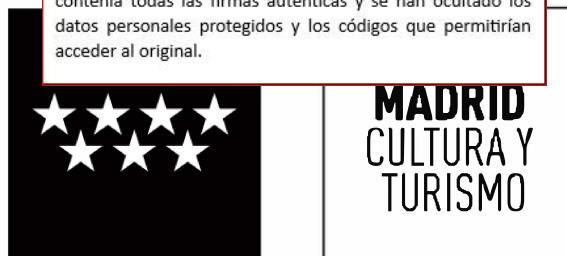 contenía todas las firmas auténticas y se han ocultado los
datos personales protegidos y los códigos que permitirían
acceder al original.
MADRID
CULTURA Y
TURISMO